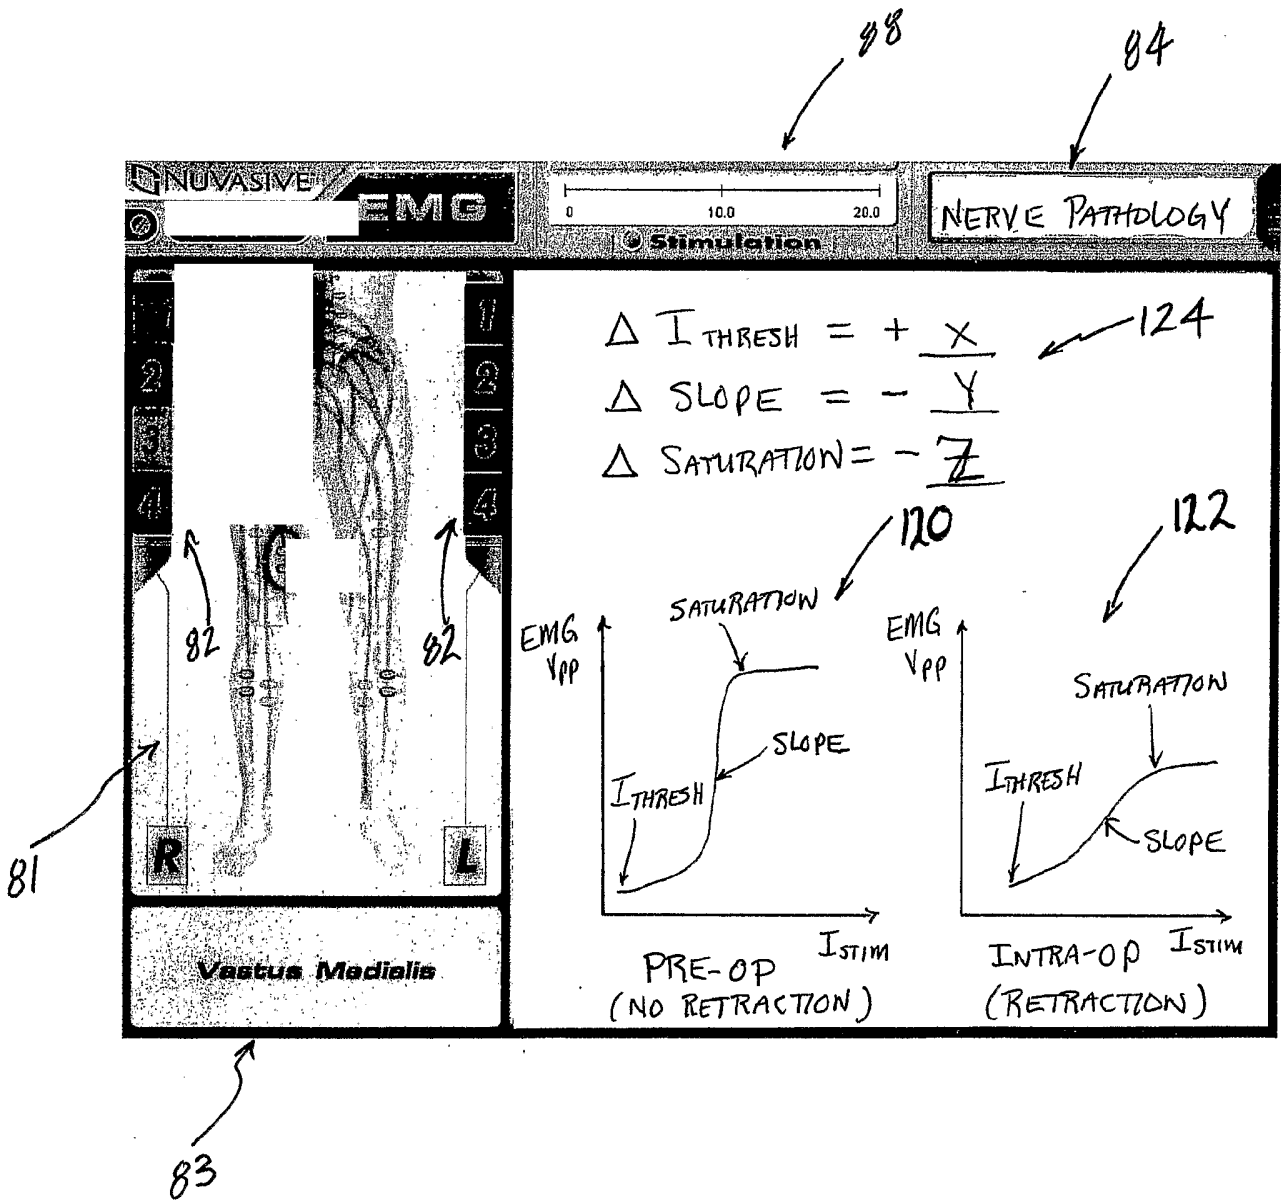 88
84
NUVASIVE
EMG
0 10.0 20.0
Stimulation
NERVE PATHOLOGY
1
2 2
3 3
4 4
Δ I THRESH = + X
124
Δ SLOPE = - Y
Δ SATURATION = - Z
82
82
81
R L
Vastus Medialis
83
120
122
EMG
Vpp
SATURATION
SLOPE
I THRESH
I STIM
PRE-OP
(NO RETRACTION)
EMG
Vpp
SATURATION
I THRESH
SLOPE
I STIM
INTRA-OP
(RETRACTION)